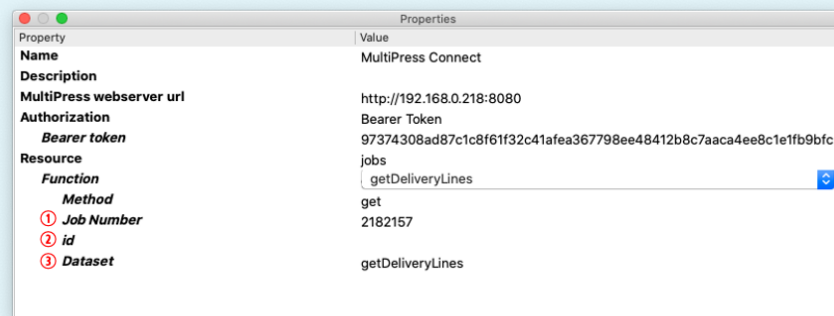 Properties
Property Value
Name MultiPress Connect
Description
MultiPress webserver url http://192.168.0.218:8080
Authorization Bearer Token
Bearer token 97374308ad87c1c8f61f32c41afea367798ee48412b8c7aaca4ee8c1e1fb9bfc
Resource jobs
Function getDeliveryLines
Method get
① Job Number 2182157
② id
③ Dataset getDeliveryLines